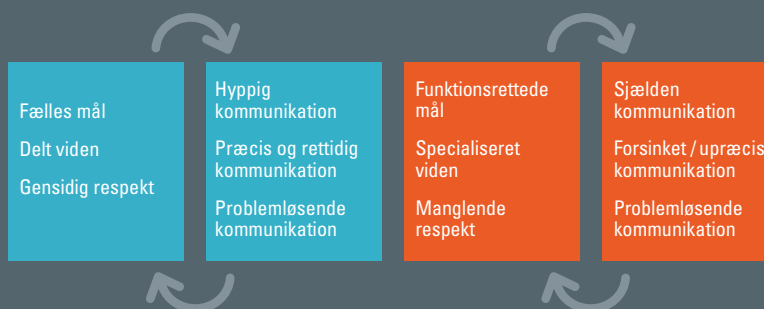 Fælles mål
Delt viden
Gensidig respekt
Hyppig
kommunikation
Præcis og rettidig
kommunikation
Problemløsende
kommunikation
Funktionsrettede
mål
Specialiseret
viden
Manglende
respekt
Sjælden
kommunikation
Forsinket / upræcis
kommunikation
Problemløsende
kommunikation